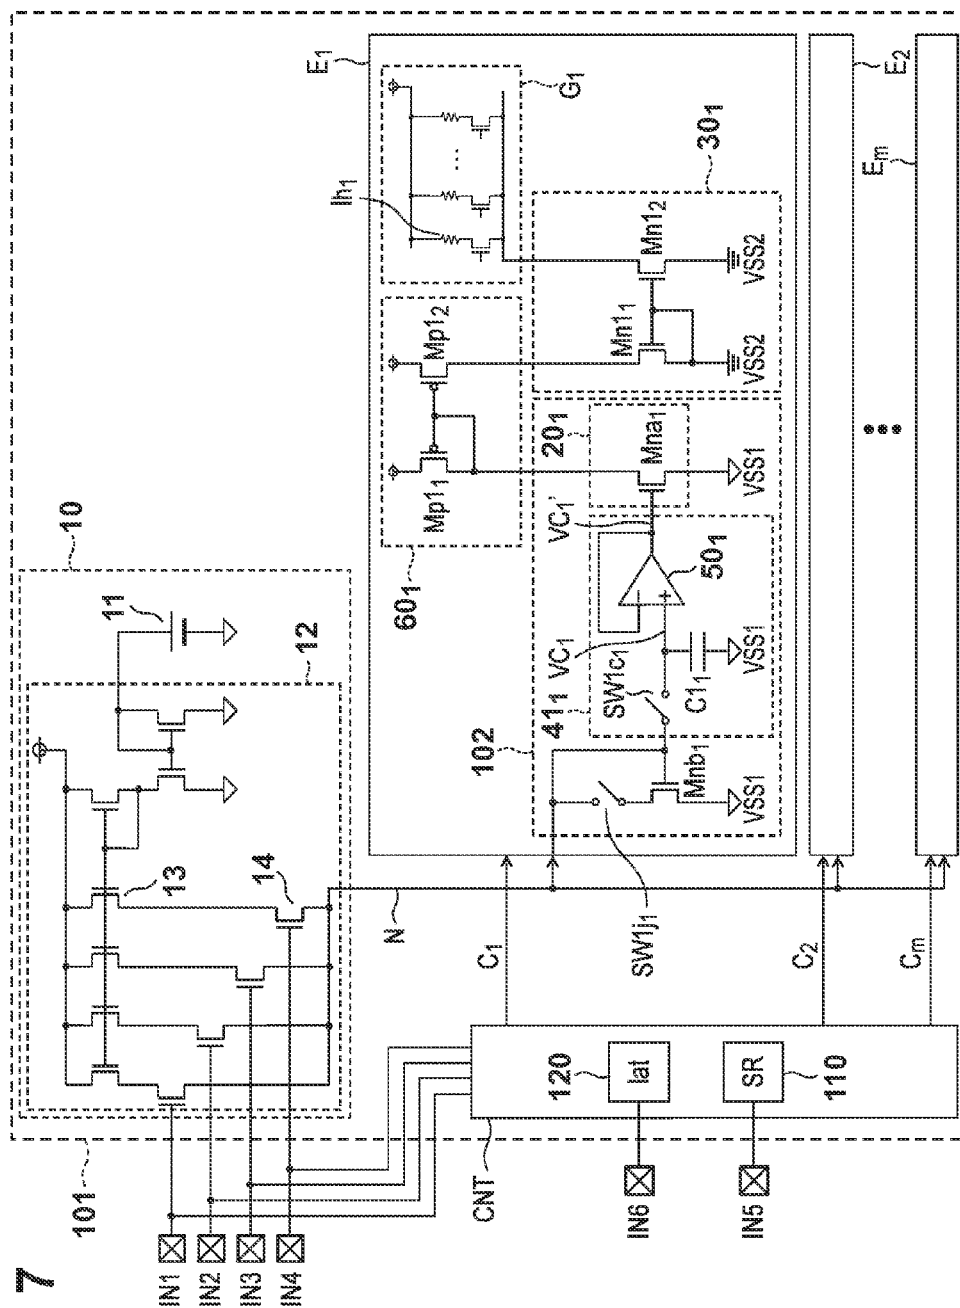 7
101
10
11
12
13
14
IN1
IN2
IN3
IN4
N
E1
G1
Ih1
Mp11
Mp12
601
301
Mn11
Mn12
VSS2
VSS2
102
411
201
SW1c1
VC1
VC1'
501
Mna1
C11
Mnb1
VSS1
VSS1
VSS1
SW1j1
C1
C2
Cm
E2
Em
CNT
120
lat
SR
110
IN6
IN5